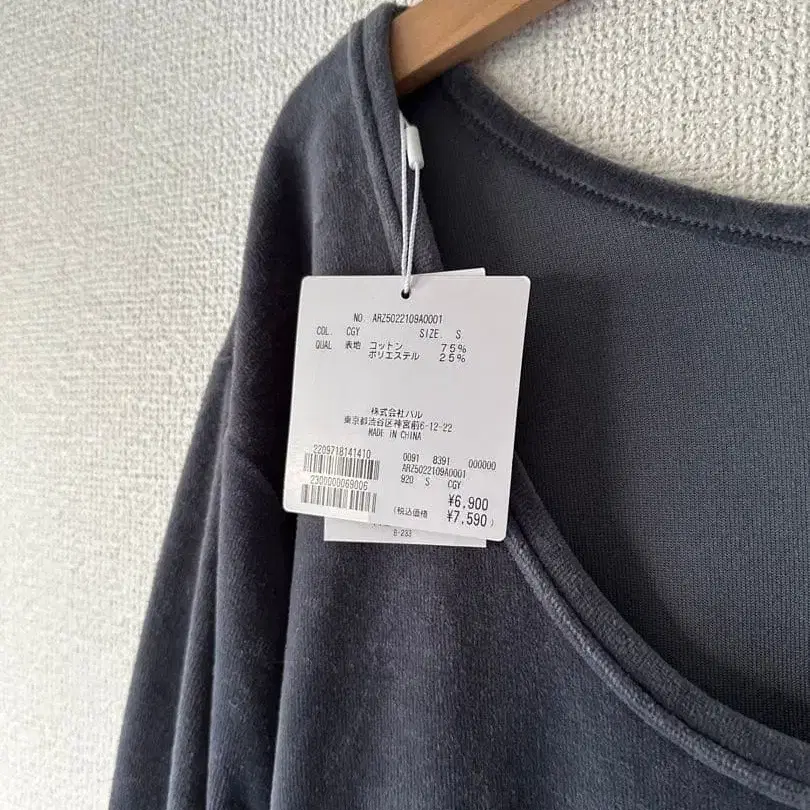 NO. ARZ5022109A0001
COL. CGY SIZE. S
QUAL 表地 コットン 75%
ポリエステル 25%
株式会社パル
東京都渋谷区神宮前6-12-22
MADE IN CHINA
2209718141410
2300000069006
0091 8391 000000
ARZ5022109A0001
920 S CGY
¥6,900
(税込価格 ¥7,590)
6-233